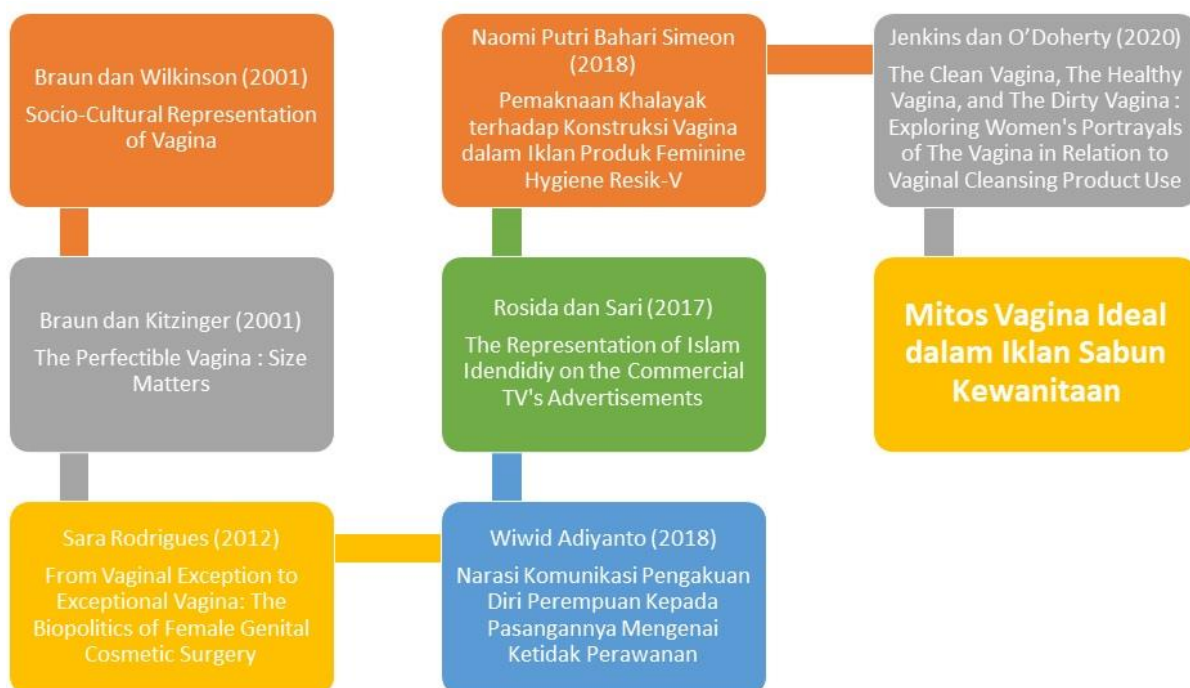 Braun dan Wilkinson (2001)
Socio-Cultural Representation
of Vagina
Braun dan Kitzinger (2001)
The Perfectible Vagina : Size
Matters
Sara Rodrigues (2012)
From Vaginal Exception to
Exceptional Vagina: The
Biopolitics of Female Genital
Cosmetic Surgery
Wiwid Adiyanto (2018)
Narasi Komunikasi Pengakuan
Diri Perempuan Kepada
Pasangannya Mengenai
Ketidak Perawanan
Rosida dan Sari (2017)
The Representation of Islam
Idendidiy on the Commercial
TV's Advertisements
Naomi Putri Bahari Simeon
(2018)
Pemaknaan Khalayak
terhadap Konstruksi Vagina
dalam Iklan Produk Feminine
Hygiene Resik-V
Jenkins dan O’Doherty (2020)
The Clean Vagina, The Healthy
Vagina, and The Dirty Vagina :
Exploring Women's Portrayals
of The Vagina in Relation to
Vaginal Cleansing Product Use
Mitos Vagina Ideal
dalam Iklan Sabun
Kewanitaan